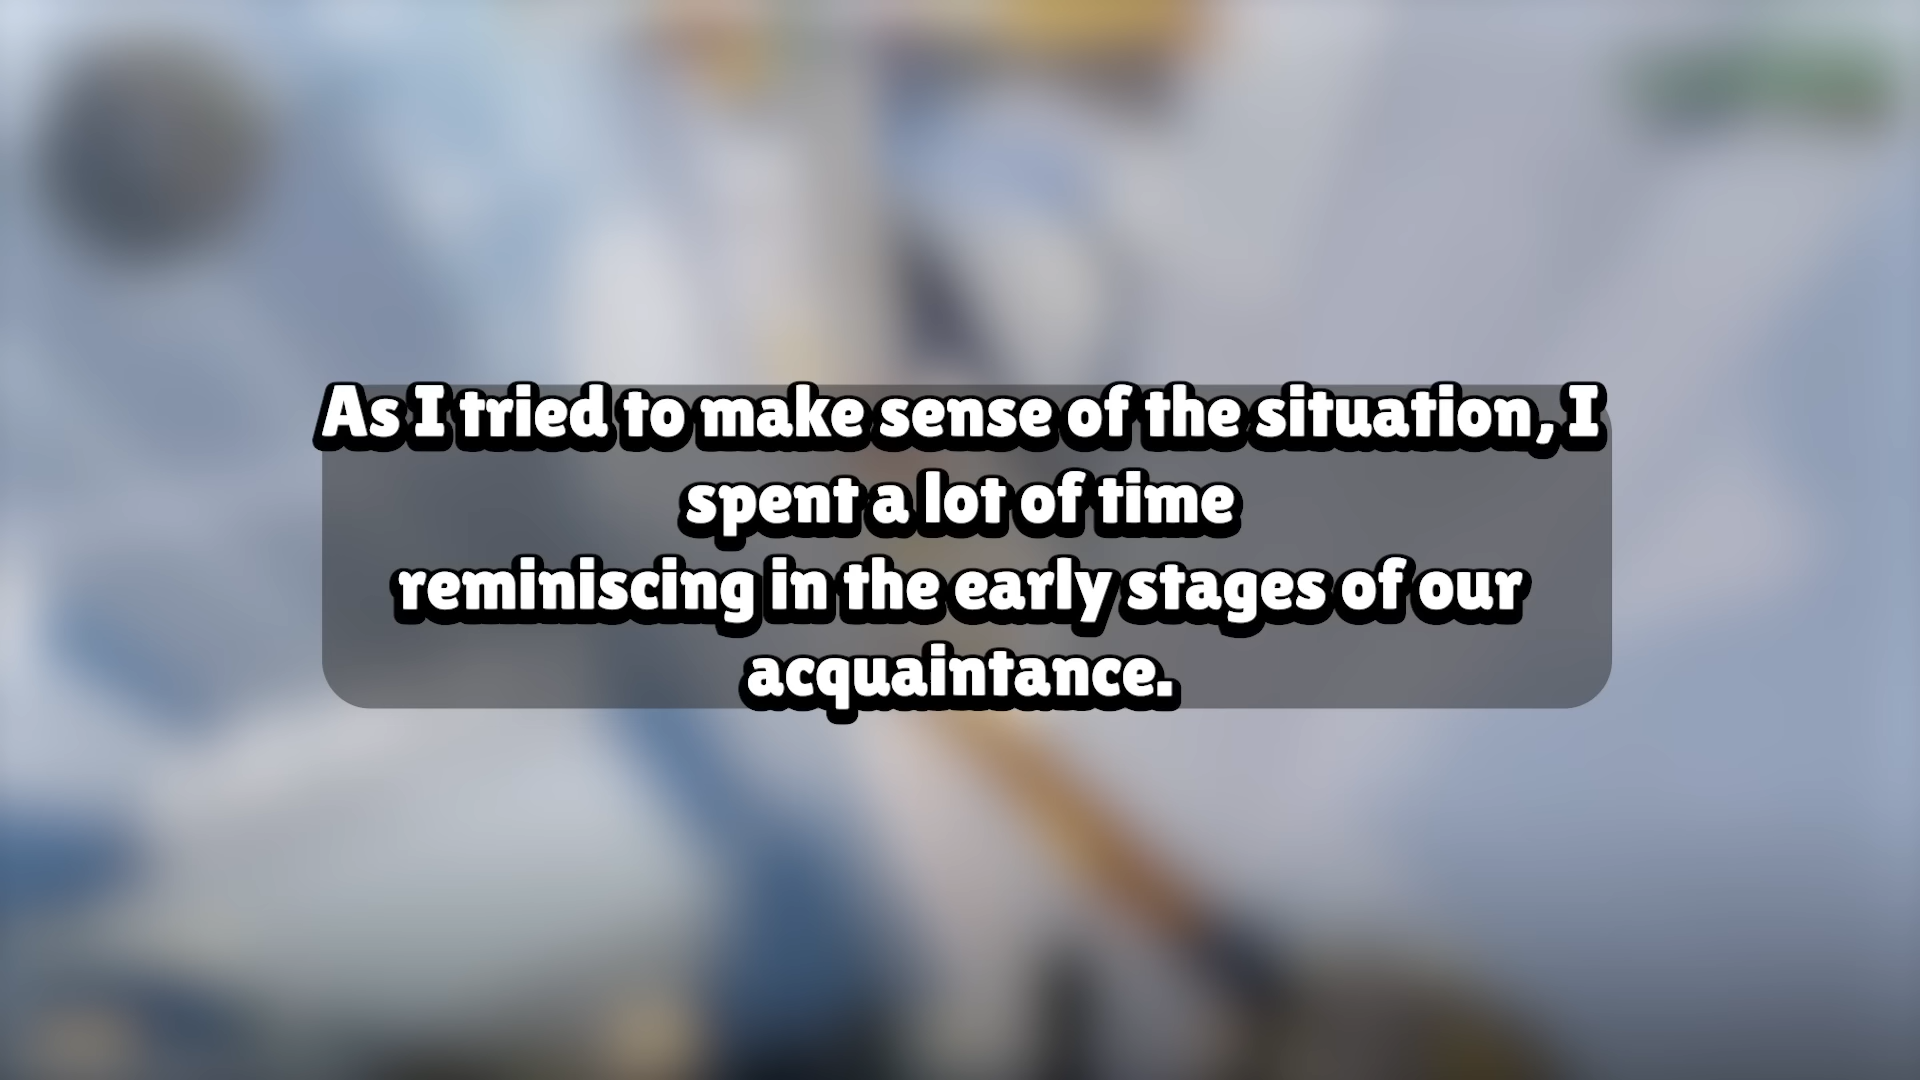 As I tried to make sense of the situation, I
spent a lot of time
reminiscing in the early stages of our
acquaintance.